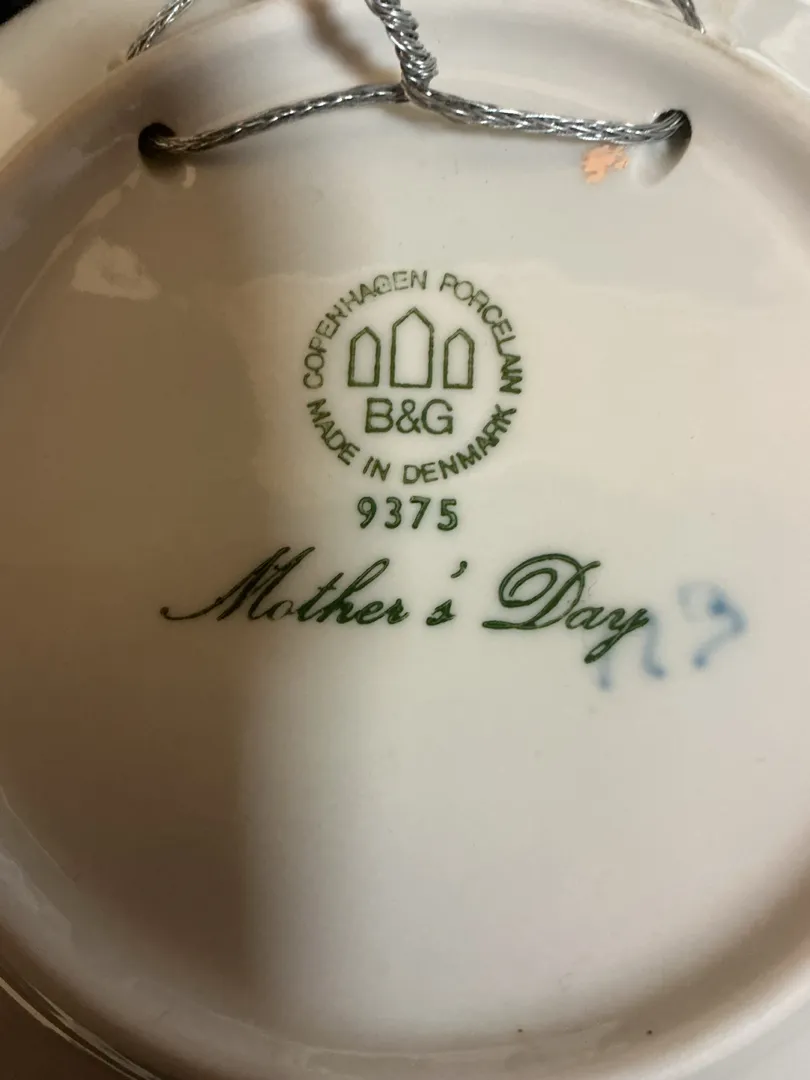 COPENHAGEN PORCELAIN
B&G
MADE IN DENMARK
9375
Mother's Day